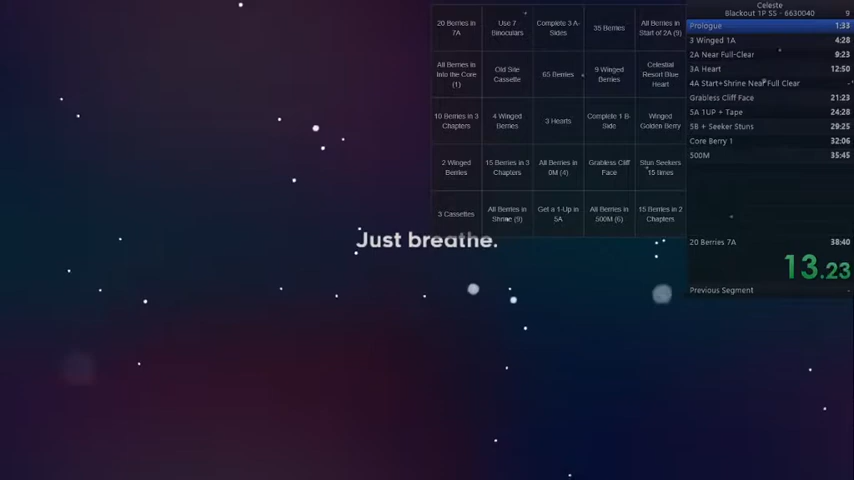 20 Berries in
7A
Use 7
Binoculars
Complete 3 A-
Sides
35 Berries
All Berries in
Start of 2A (9)
All Berries in
Into the Core
(1)
Old Site
Cassette
65 Berries
9 Winged
Berries
Celestial
Resort Blue
Heart
10 Berries in 3
Chapters
4 Winged
Berries
3 Hearts
Complete 1 B-
Side
Winged
Golden Berry
2 Winged
Berries
15 Berries in 3
Chapters
All Berries in
0M (4)
Grabless Cliff
Face
Stun Seekers
15 times
3 Cassettes
All Berries in
Shrine (9)
Get a 1-Up in
5A
All Berries in
500M (6)
15 Berries in 2
Chapters
Just breathe.
Celeste
Blackout 1P SS - 6630040 9
Prologue 1:33
3 Winged 1A 4:28
2A Near Full-Clear 9:23
3A Heart 12:50
4A Start+Shrine Near Full Clear -
Grabless Cliff Face 21:23
5A 1UP + Tape 24:28
5B + Seeker Stuns 29:25
Core Berry 1 32:06
500M 35:45
20 Berries 7A 38:40
13.23
Previous Segment -